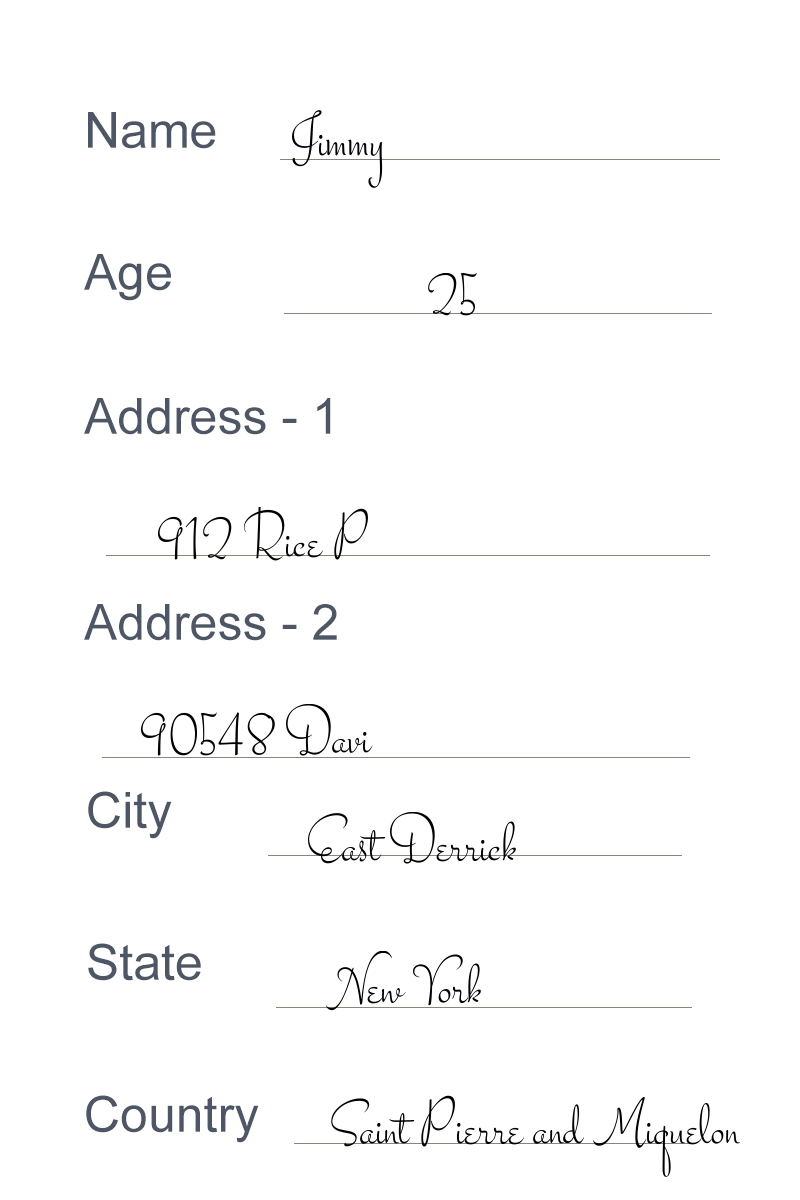 Name Jimmy
Age 25
Address - 1
912 Rice P
Address - 2
90548 Davi
City East Derrick
State New York
Country Saint Pierre and Miquelon